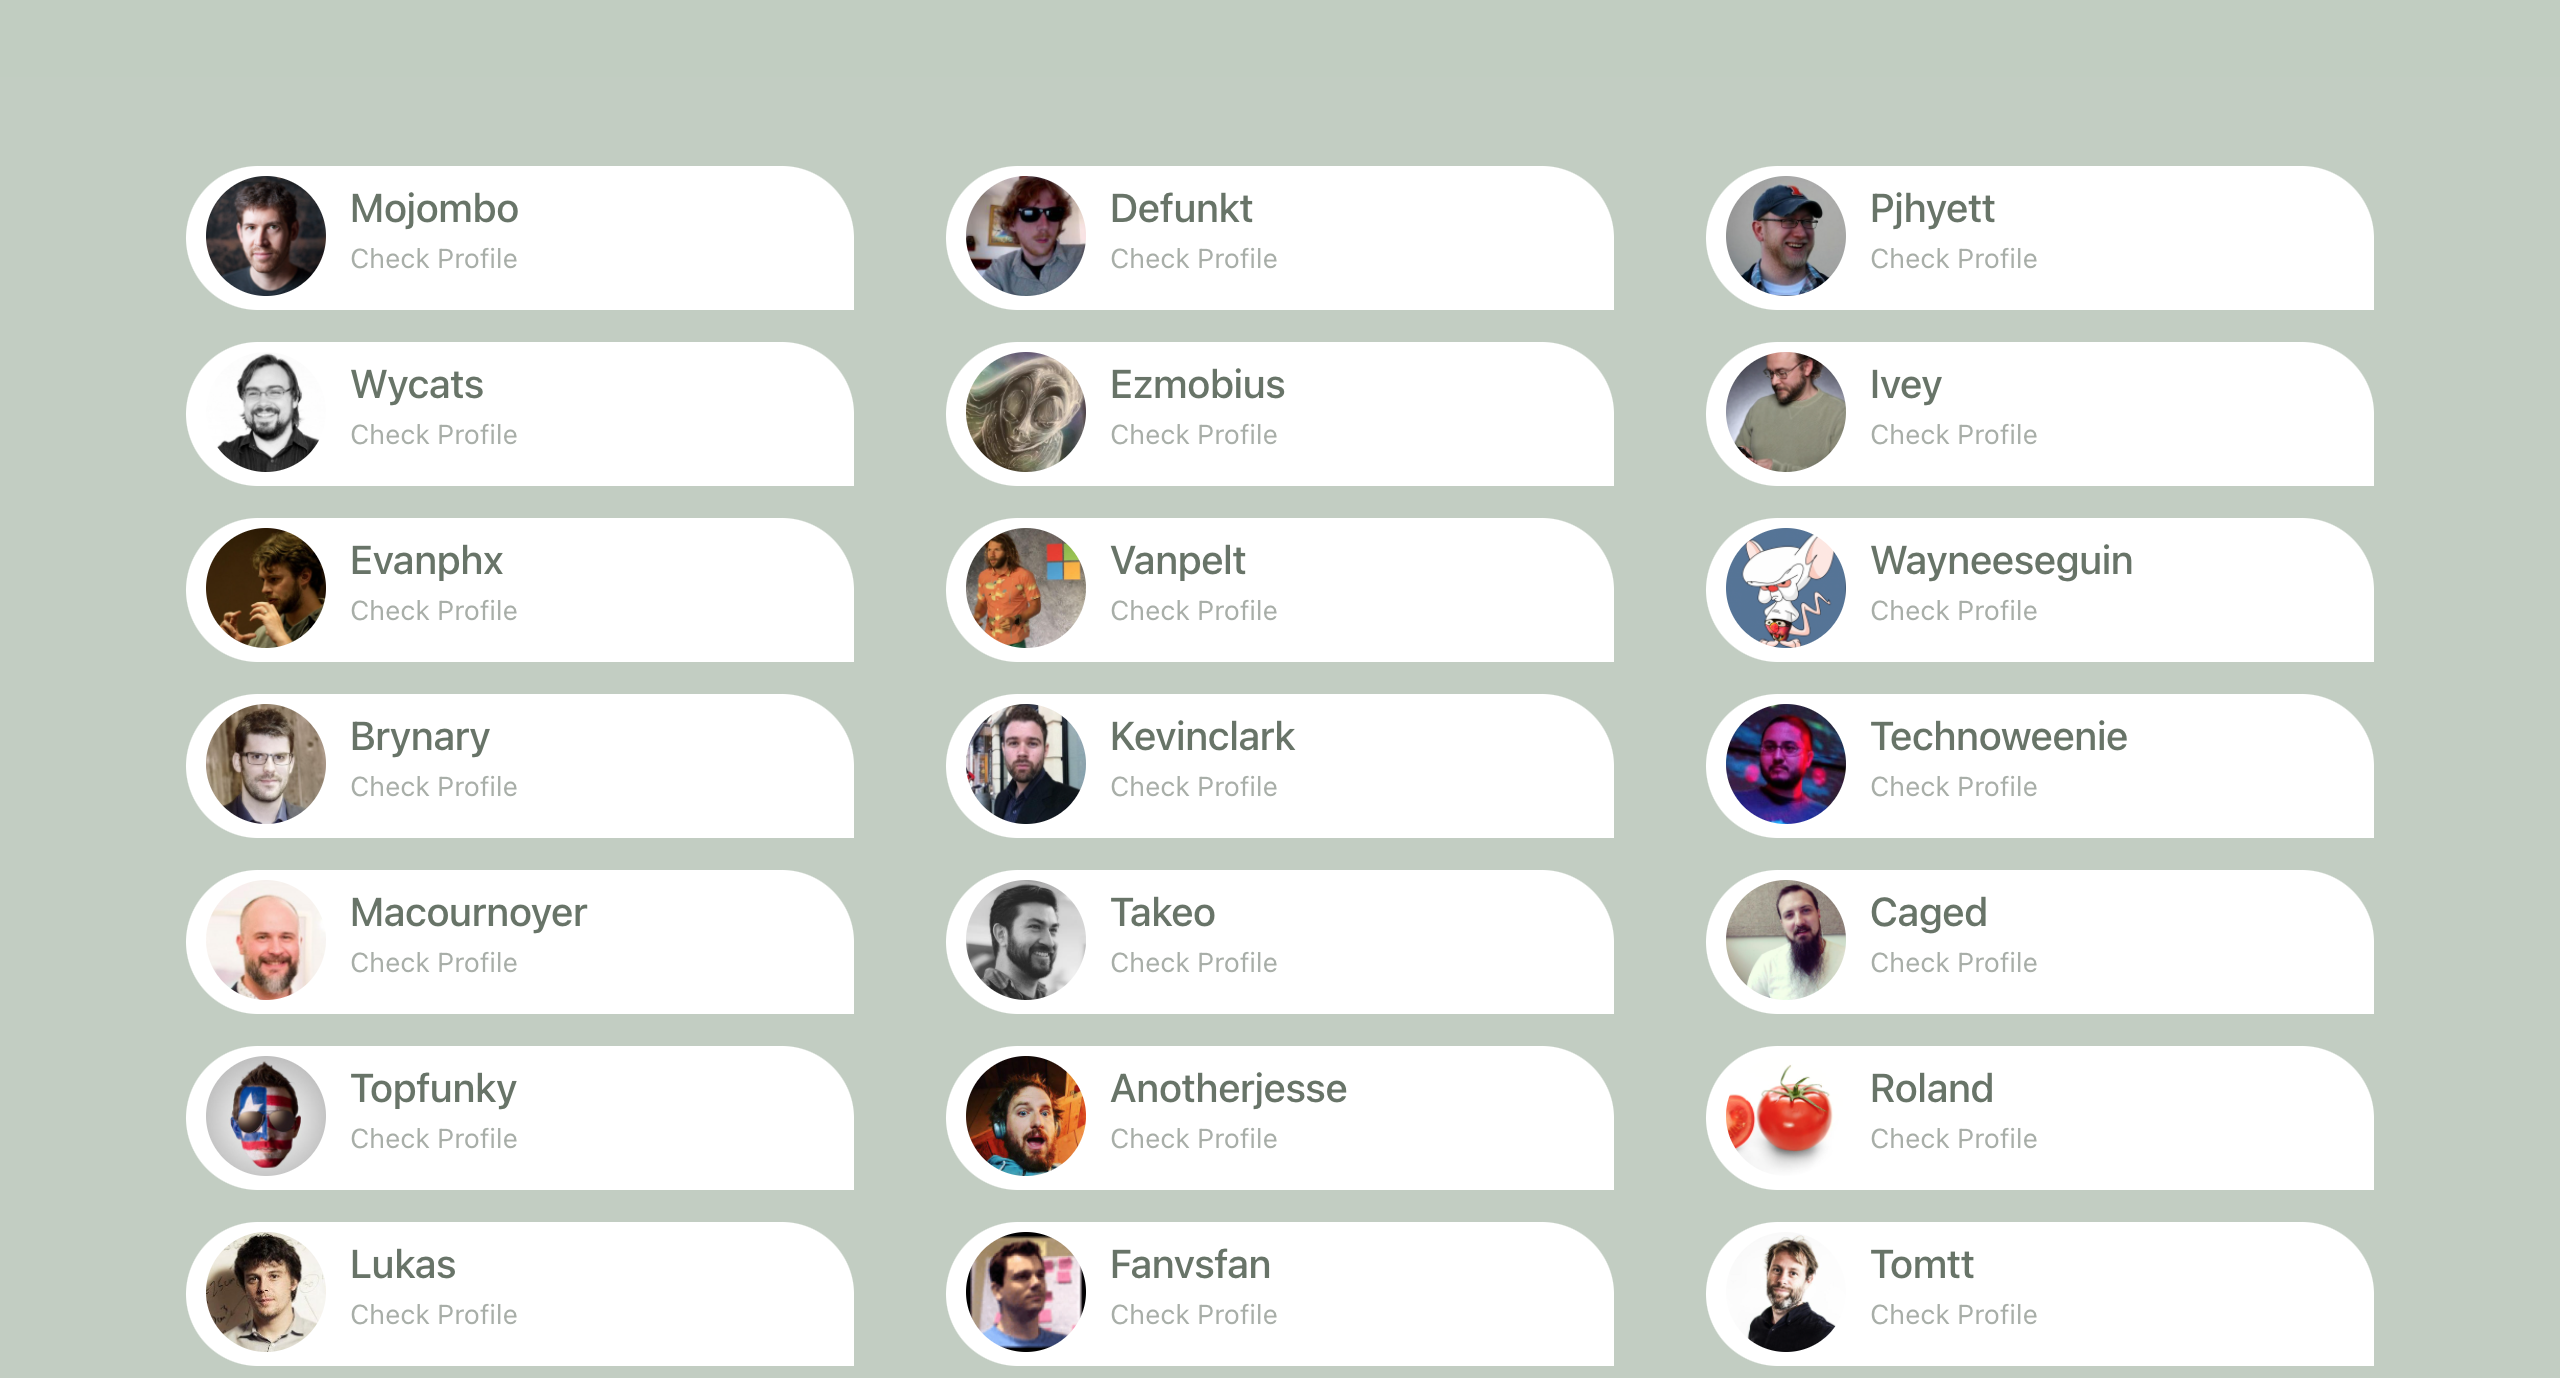 Mojombo
Check Profile
Defunkt
Check Profile
Pjhyett
Check Profile
Wycats
Check Profile
Ezmobius
Check Profile
Ivey
Check Profile
Evanphx
Check Profile
Vanpelt
Check Profile
Wayneeseguin
Check Profile
Brynary
Check Profile
Kevinclark
Check Profile
Technoweenie
Check Profile
Macournoyer
Check Profile
Takeo
Check Profile
Caged
Check Profile
Topfunky
Check Profile
Anotherjesse
Check Profile
Roland
Check Profile
Lukas
Check Profile
Fanvsfan
Check Profile
Tomtt
Check Profile